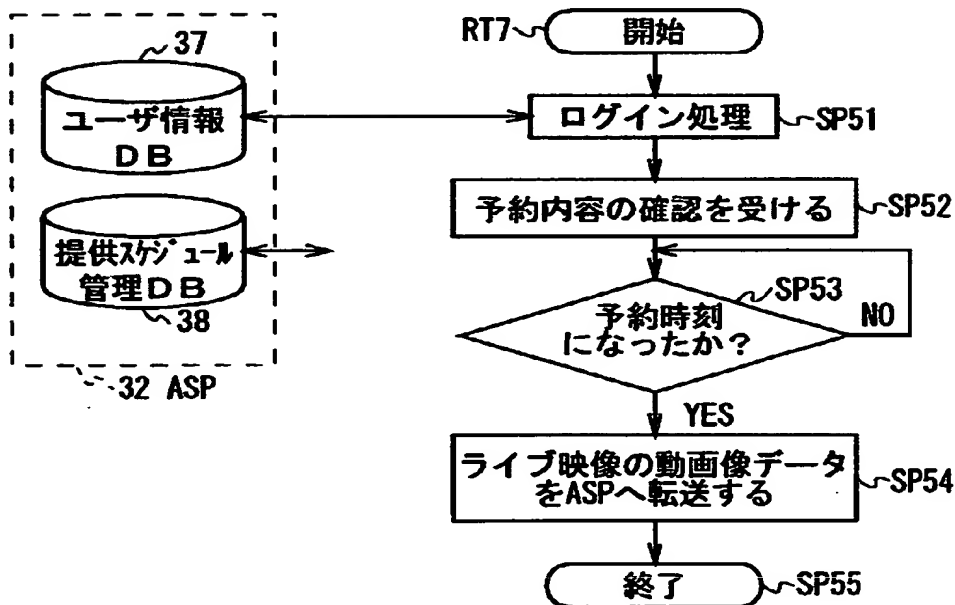 37
ユーザ情報
DB
提供スケジュール
管理DB
38
32 ASP
RT7
開始
ログイン処理
SP51
予約内容の確認を受ける
SP52
SP53
予約時刻
になったか？
NO
YES
ライブ映像の動画像データ
をASPへ転送する
SP54
終了
SP55